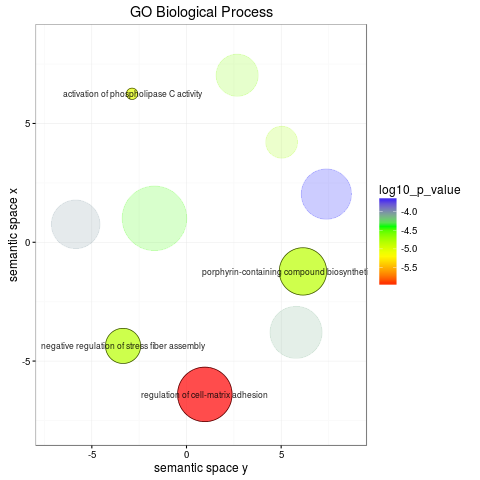 GO Biological Process
activation of phospholipase C activity
porphyrin-containing compound biosyntheti
negative regulation of stress fiber assembly
regulation of cell-matrix adhesion
5
0
-5
-5
0
5
semantic space x
semantic space y
log10_p_value
-4.0
-4.5
-5.0
-5.5